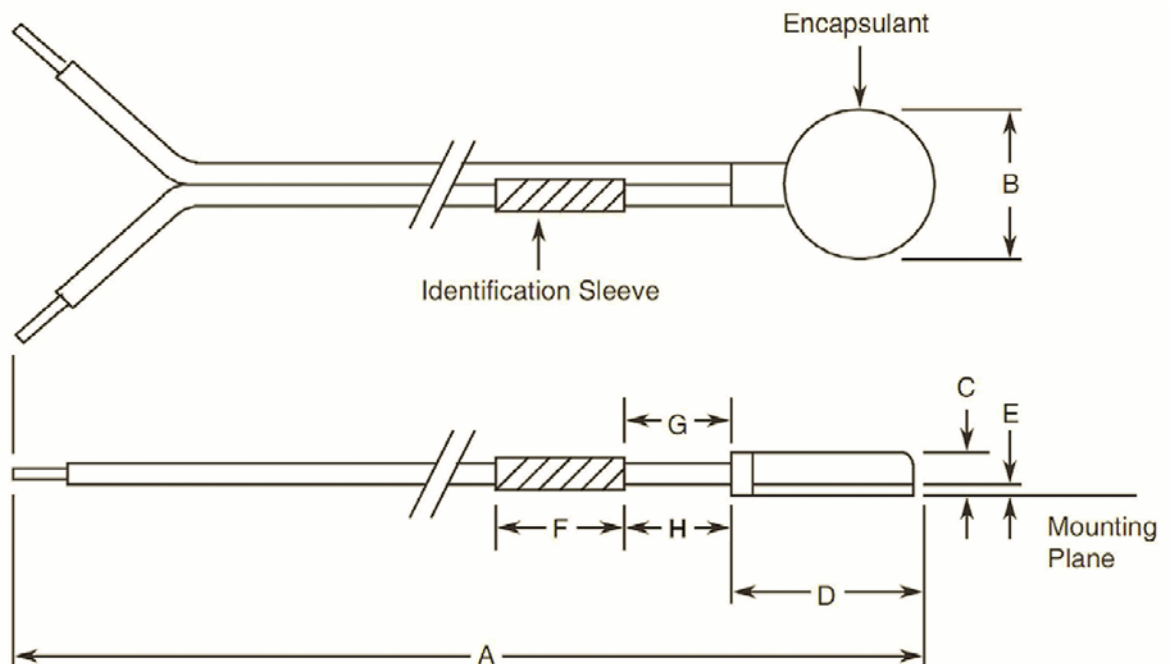 Encapsulant
B
Identification Sleeve
C
E
G
F
H
Mounting
Plane
D
A